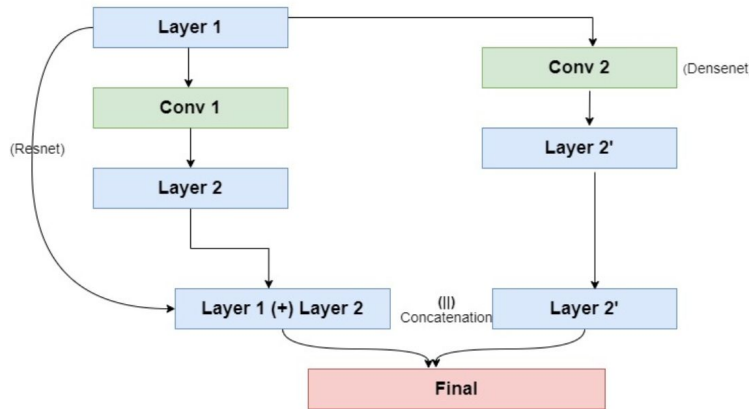 Layer 1
Conv 2
(Densenet
Conv 1
(Resnet)
Layer 2'
Layer 2
Layer 1 (+) Layer 2
(||)
Concatenation
Layer 2'
Final